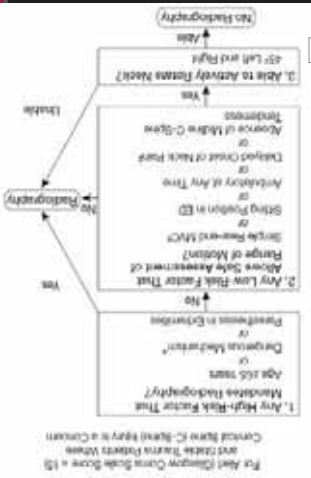 For Alert (Glasgow Coma Scale Score = 15)
and Stable Trauma Patients Where
Cervical Spine (C-Spine) Injury Is a Concern
1. Any High-Risk Factor That
Mandates Radiography?
Age ≥65 Years
or
Dangerous Mechanism*
or
Paresthesias in Extremities
No
Yes
2. Any Low-Risk Factor That
Allows Safe Assessment of
Range of Motion?
Simple Rear-end MVC†
or
Sitting Position in ED
or
Ambulatory at Any Time
or
Delayed Onset of Neck Pain‡
or
Absence of Midline C-Spine
Tenderness
No
Radiography
Yes
Unable
3. Able to Actively Rotate Neck?
45° Left and Right
Able
No Radiography